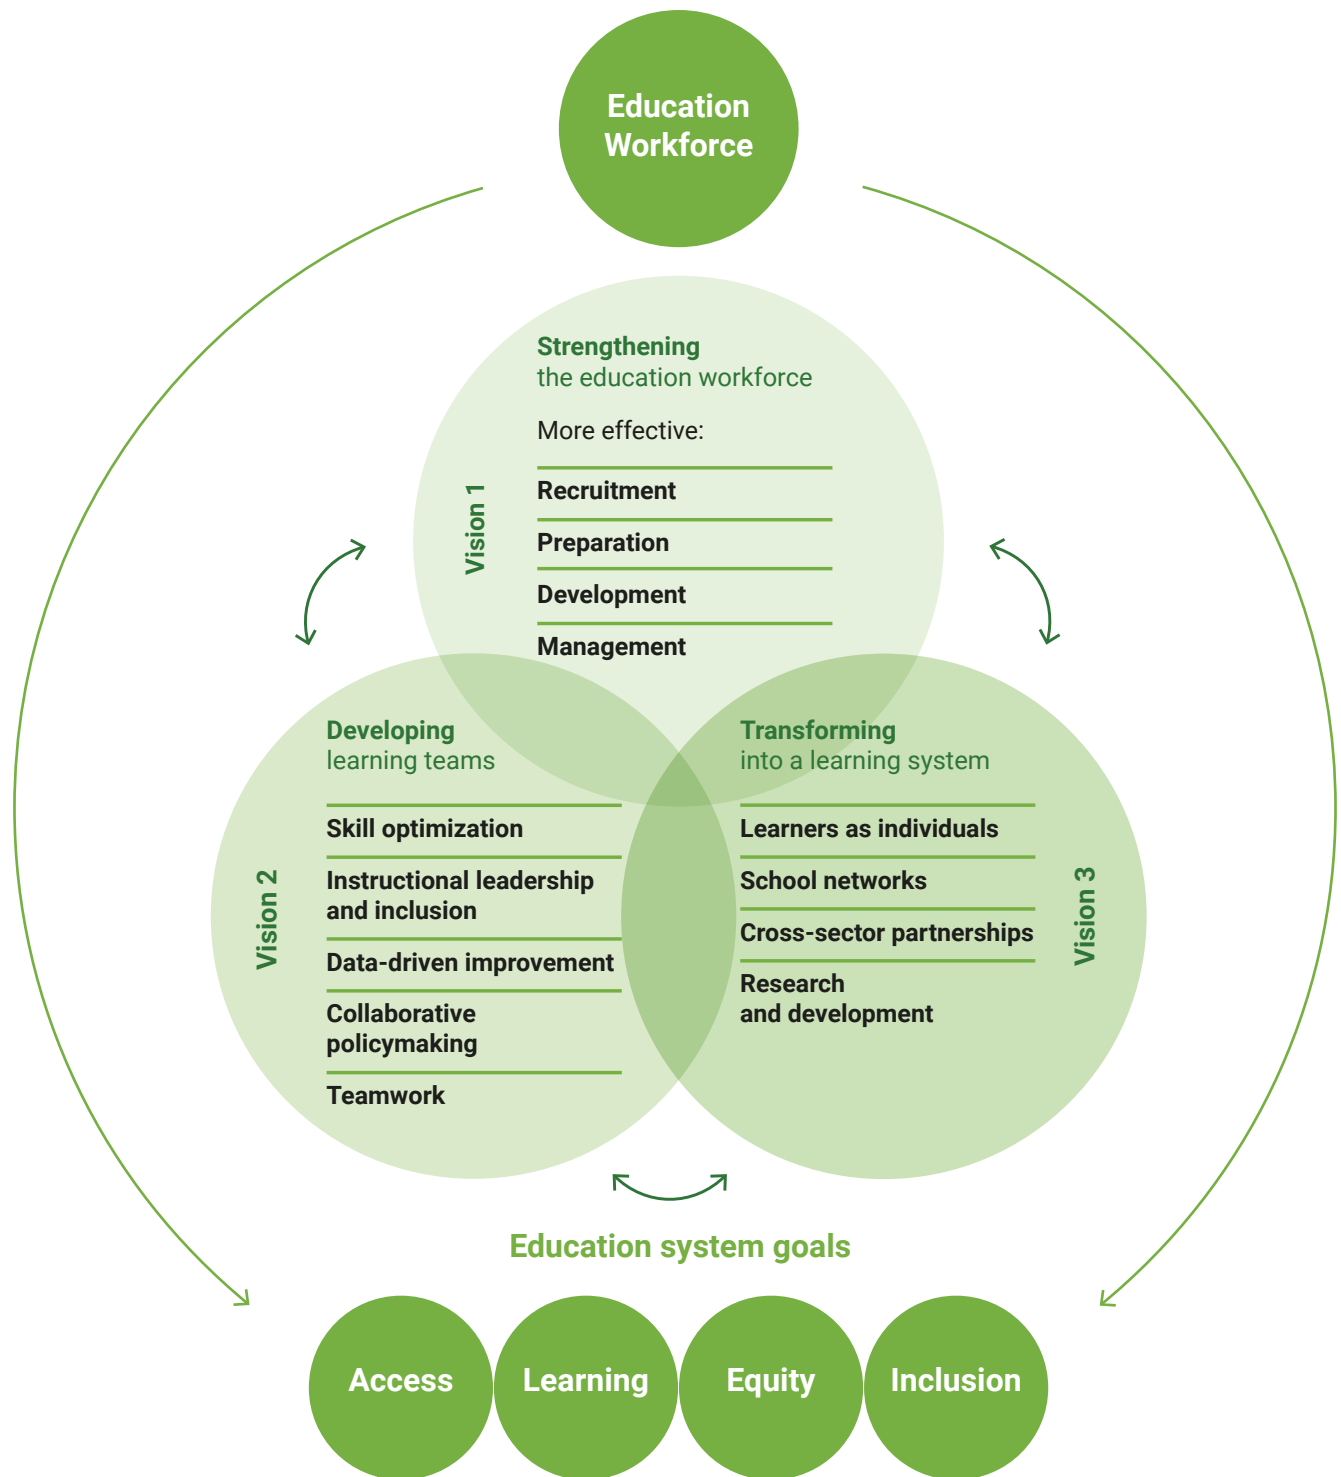 Education
Workforce
Strengthening
the education workforce
More effective:
Vision 1
Recruitment
Preparation
Development
Management
Developing
learning teams
Vision 2
Skill optimization
Instructional leadership
and inclusion
Data-driven improvement
Collaborative
policymaking
Teamwork
Transforming
into a learning system
Learners as individuals
School networks
Cross-sector partnerships
Research
and development
Vision 3
Education system goals
Access
Learning
Equity
Inclusion